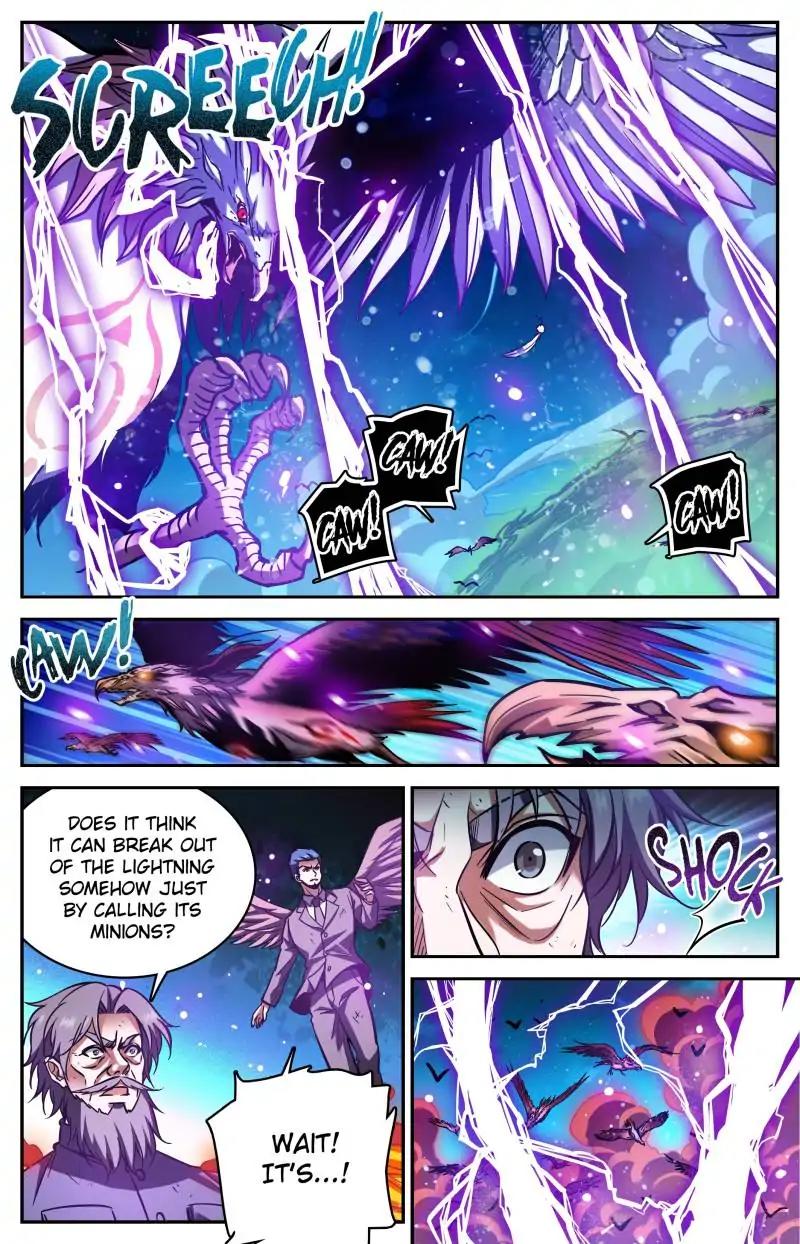 SCREECH!!
CAW!
CAW!
CAW!
CAW!
DOES IT THINK
IT CAN BREAK OUT
OF THE LIGHTNING
SOMEHOW JUST
BY CALLING ITS
MINIONS?
SHOCK
WAIT!
IT'S...!